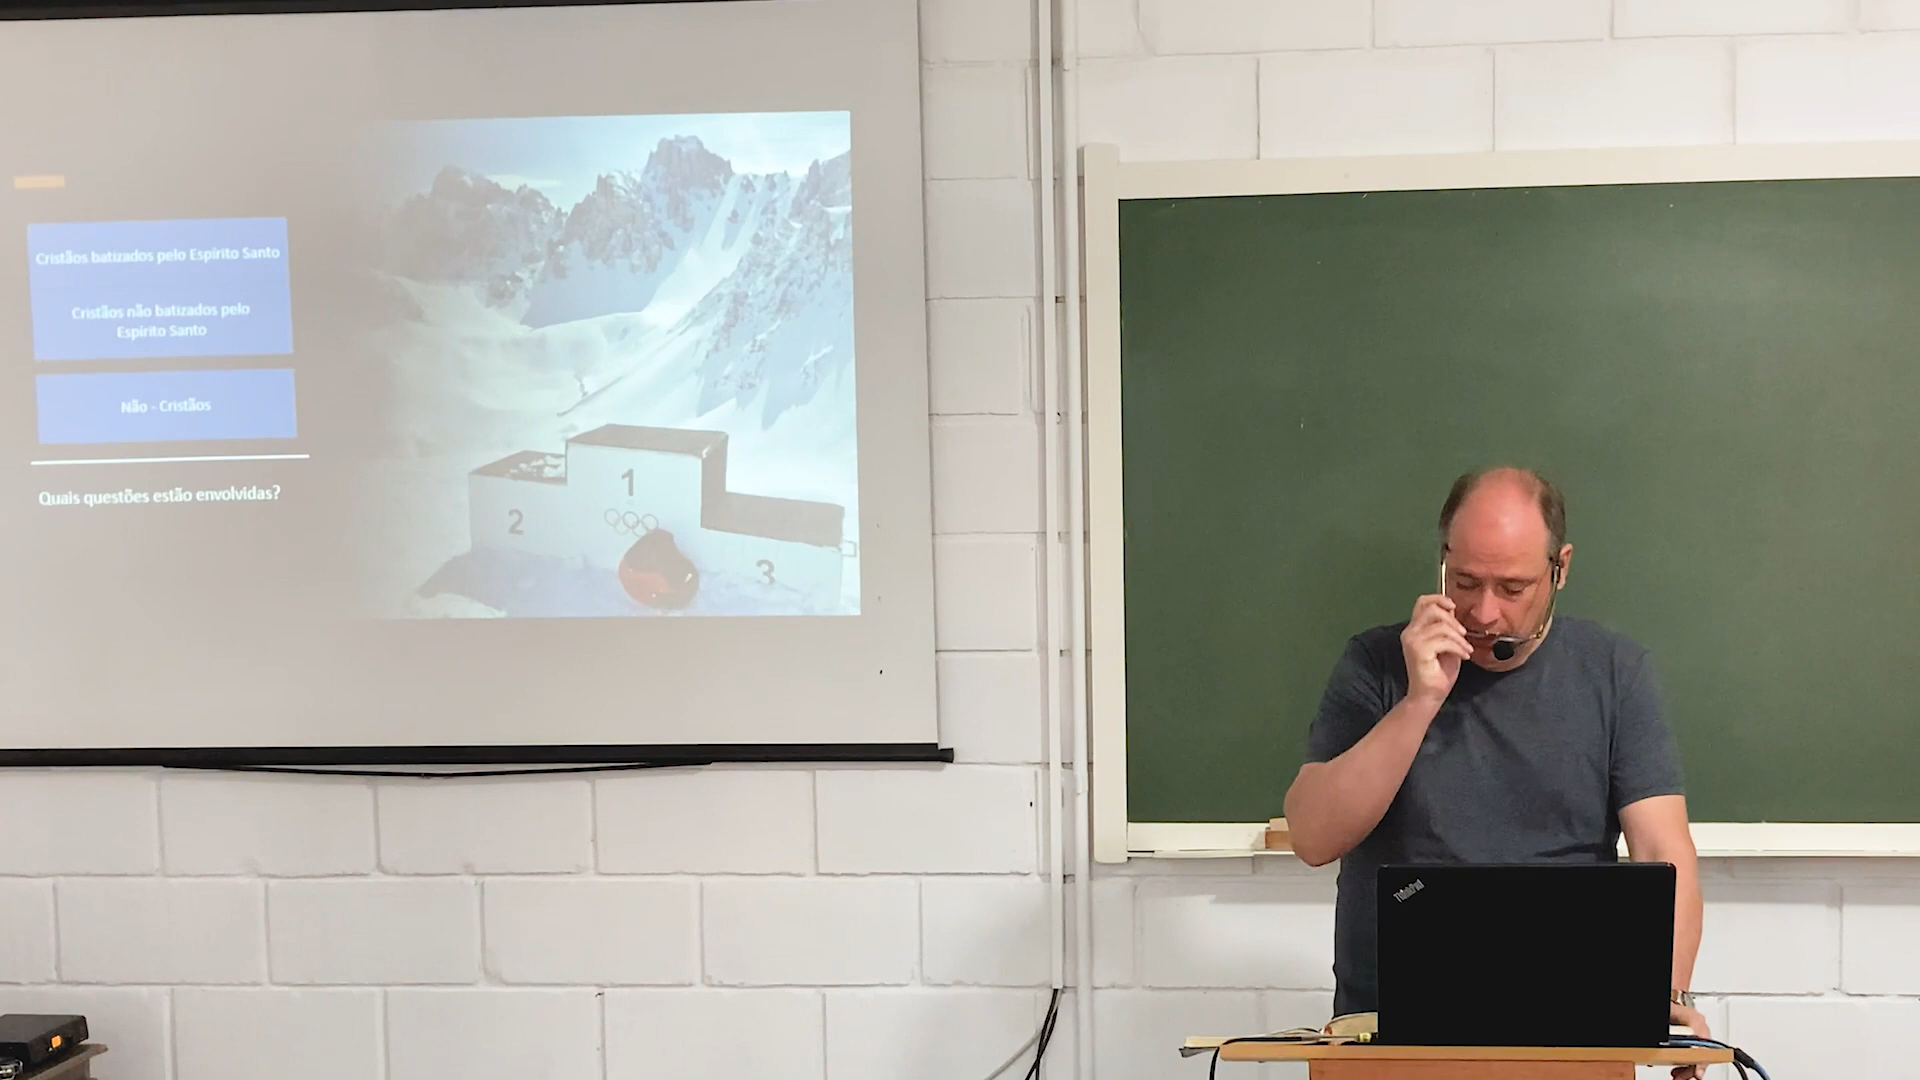 Cristãos batizados pelo Espírito Santo
Cristãos não batizados pelo
Espírito Santo
Não - Cristãos
Quais questões estão envolvidas?
1
2
3
ThinkPad